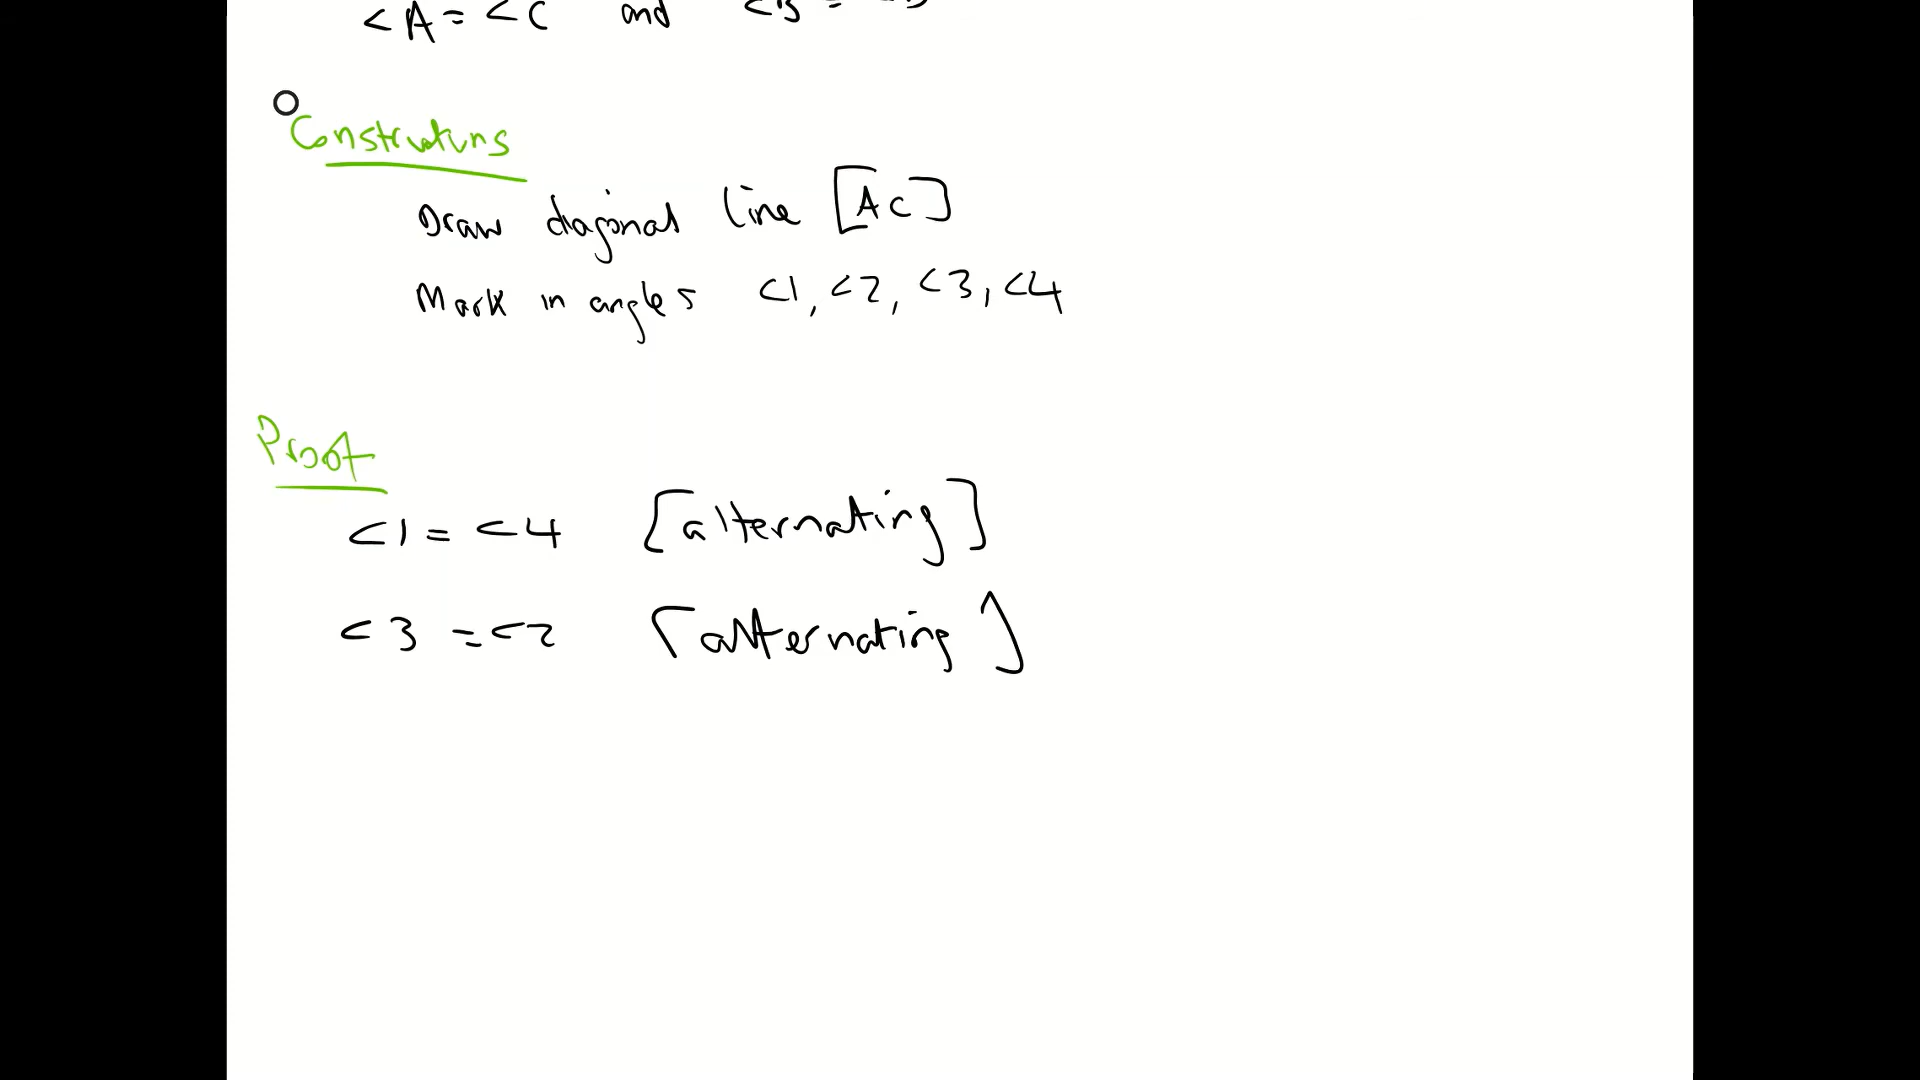 <A = <C and <B =
Constructions
Draw diagonal line [AC]
Mark in angles <1, <2, <3, <4
Proof
<1 = <4 [alternating]
<3 = <2 [alternating]